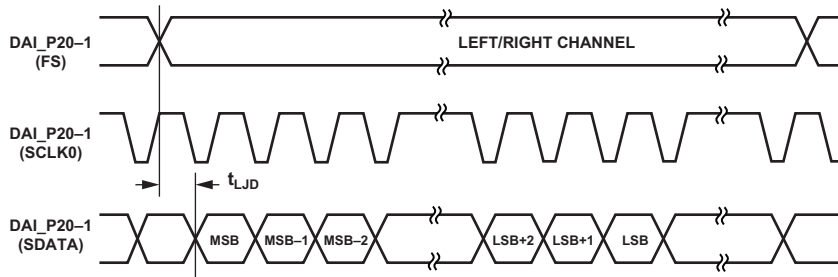 DAI_P20–1
(FS)
LEFT/RIGHT CHANNEL
DAI_P20–1
(SCLK0)
tLJD
DAI_P20–1
(SDATA)
MSB
MSB–1
MSB–2
LSB+2
LSB+1
LSB